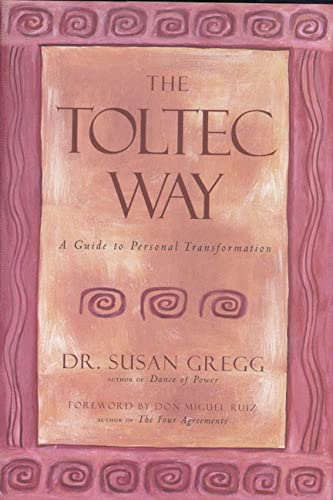 THE
TOLTEC
WAY
A Guide to Personal Transformation
DR. SUSAN GREGG
AUTHOR OF Dance of Power
FOREWORD BY DON MIGUEL RUIZ
AUTHOR OF The Four Agreements